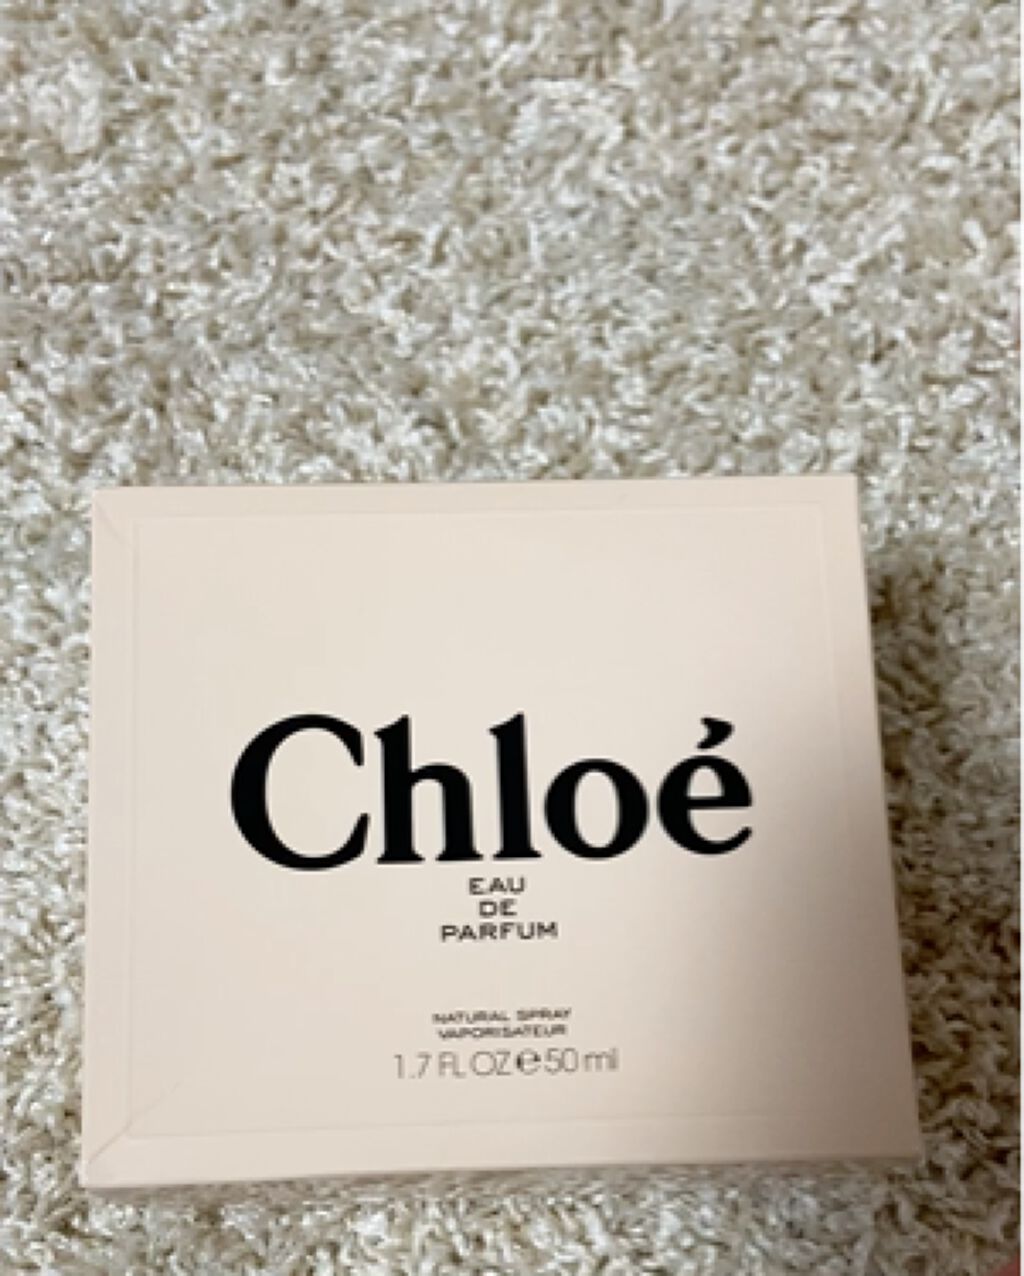 Chloé
EAU
DE
PARFUM
NATURAL SPRAY
VAPORISATEUR
1.7 FL OZ ℮ 50 ml